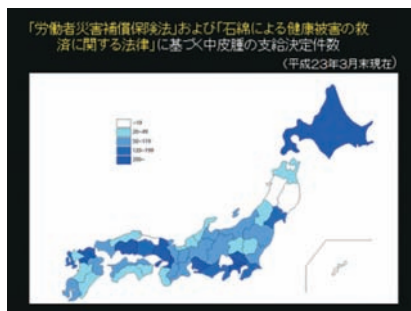 「労働者災害補償保険法」および「石綿による健康被害の救
済に関する法律」に基づく中皮腫の支給決定件数
（平成23年3月末現在）